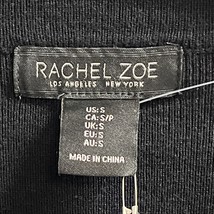 RACHEL ZOE
LOS ANGELES NEW YORK
US:S
CA:S/P
UK:S
EU:S
AU:S
MADE IN CHINA